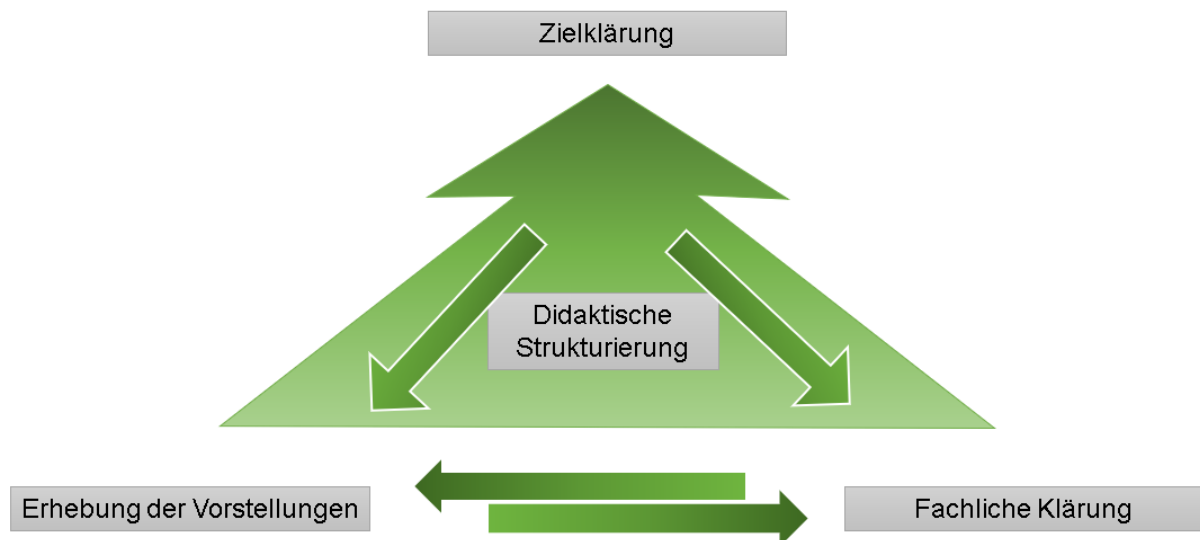 Zielklärung
Didaktische
Strukturierung
Erhebung der Vorstellungen
Fachliche Klärung